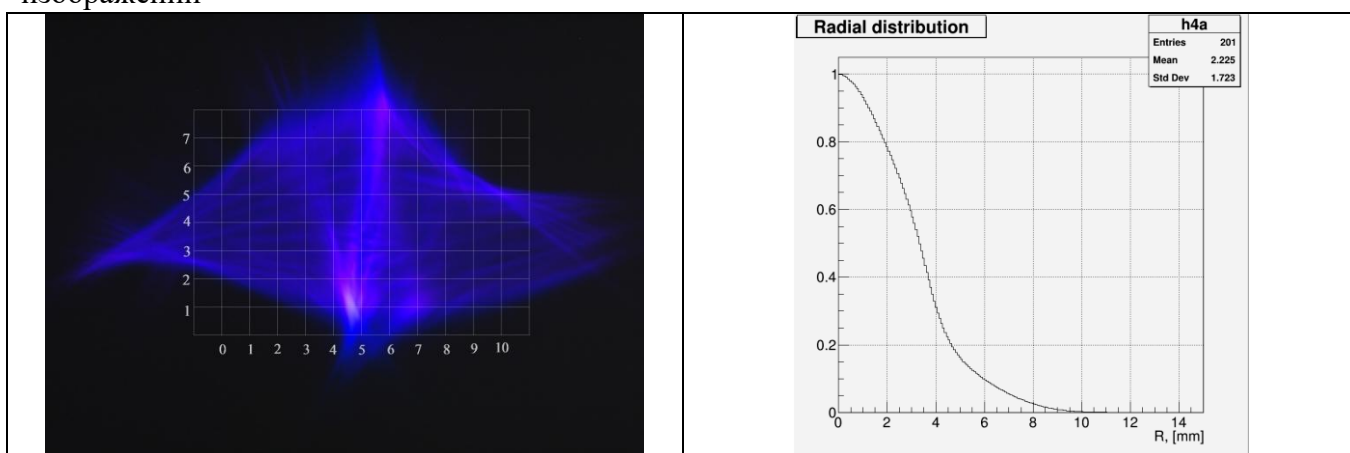 изображений
Radial distribution
h4a
Entries 201
Mean 2.225
Std Dev 1.723
1
0.8
0.6
0.4
0.2
0
0 2 4 6 8 10 12 14
R, [mm]
7
6
5
4
3
2
1
0 1 2 3 4 5 6 7 8 9 10